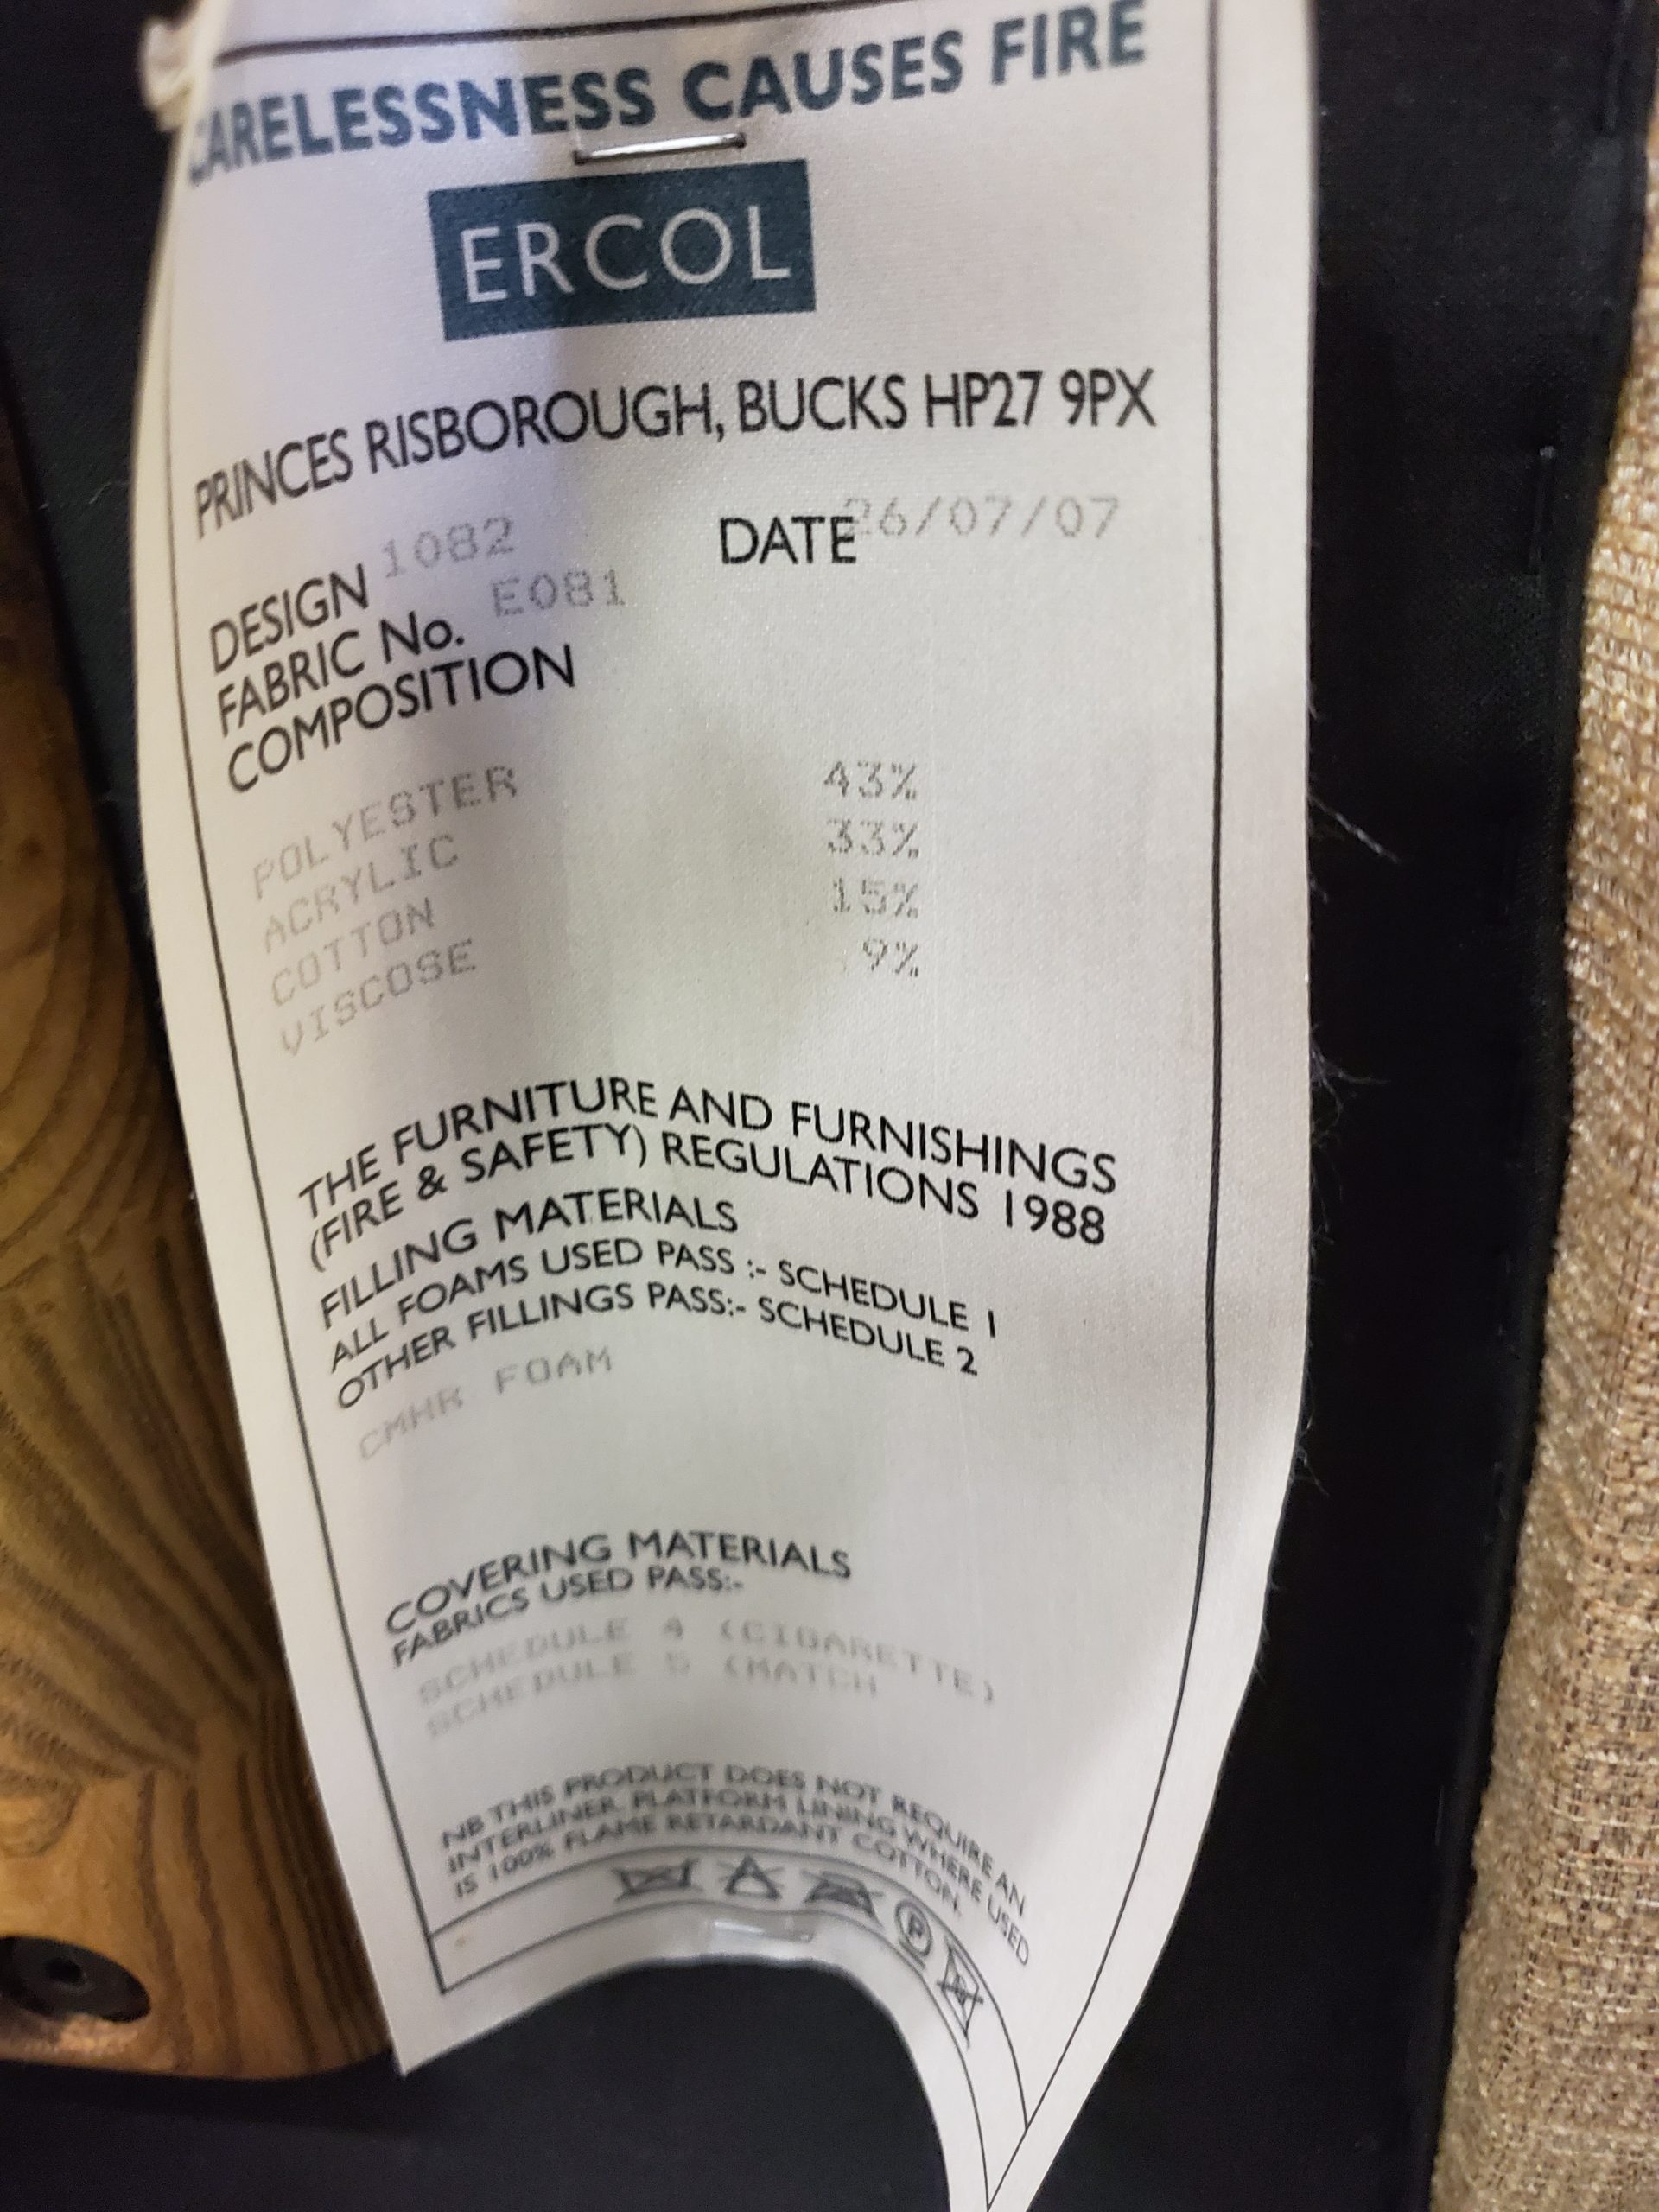 CARELESSNESS CAUSES FIRE
ERCOL
PRINCES RISBOROUGH, BUCKS HP27 9PX
DESIGN 1082 DATE 26/07/07
FABRIC No. E081
COMPOSITION
POLYESTER 43%
ACRYLIC 33%
COTTON 15%
VISCOSE 9%
THE FURNITURE AND FURNISHINGS
(FIRE & SAFETY) REGULATIONS 1988
FILLING MATERIALS
ALL FOAMS USED PASS :- SCHEDULE 1
OTHER FILLINGS PASS:- SCHEDULE 2
CMHR FOAM
COVERING MATERIALS
FABRICS USED PASS:-
SCHEDULE 4 (CIGARETTE)
SCHEDULE 5 (MATCH
NB THIS PRODUCT DOES NOT REQUIRE AN
INTERLINER. PLATFORM LINING WHERE USED
IS 100% FLAME RETARDANT COTTON.
P